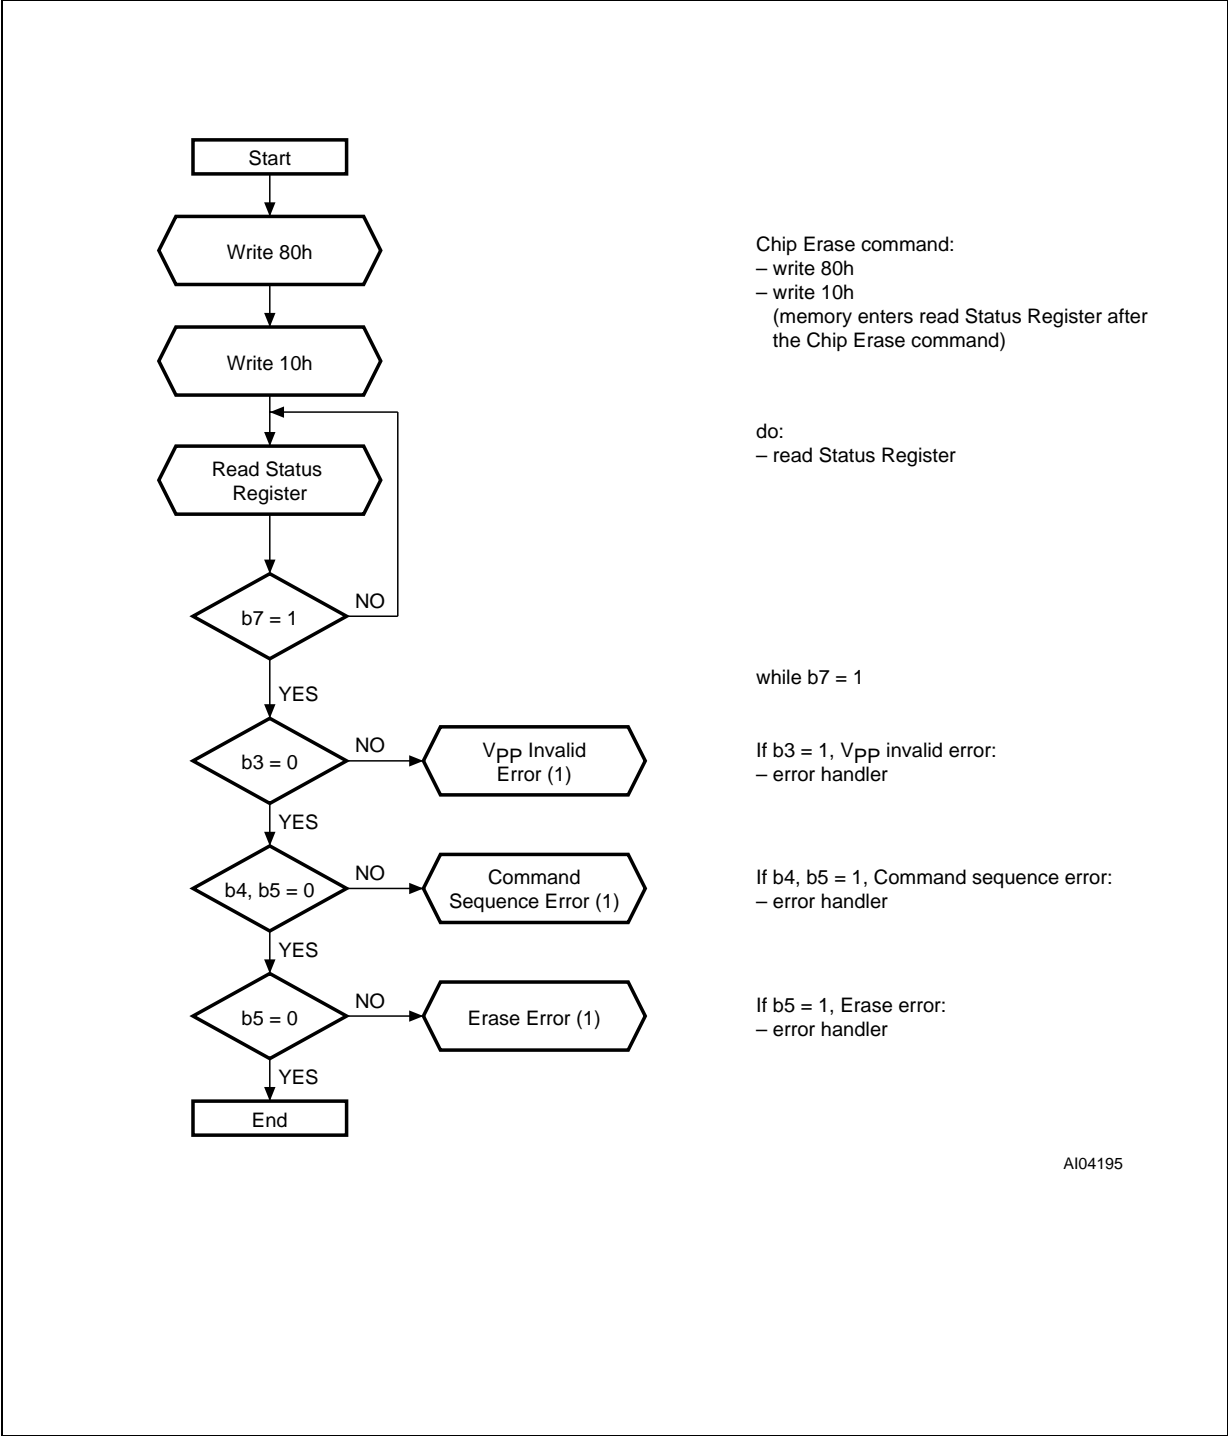 Start
Write 80h
Write 10h
Read Status
Register
b7 = 1
NO
YES
b3 = 0
NO
VPP Invalid
Error (1)
YES
b4, b5 = 0
NO
Command
Sequence Error (1)
YES
b5 = 0
NO
Erase Error (1)
YES
End
Chip Erase command:
– write 80h
– write 10h
(memory enters read Status Register after
the Chip Erase command)
do:
– read Status Register
while b7 = 1
If b3 = 1, VPP invalid error:
– error handler
If b4, b5 = 1, Command sequence error:
– error handler
If b5 = 1, Erase error:
– error handler
AI04195